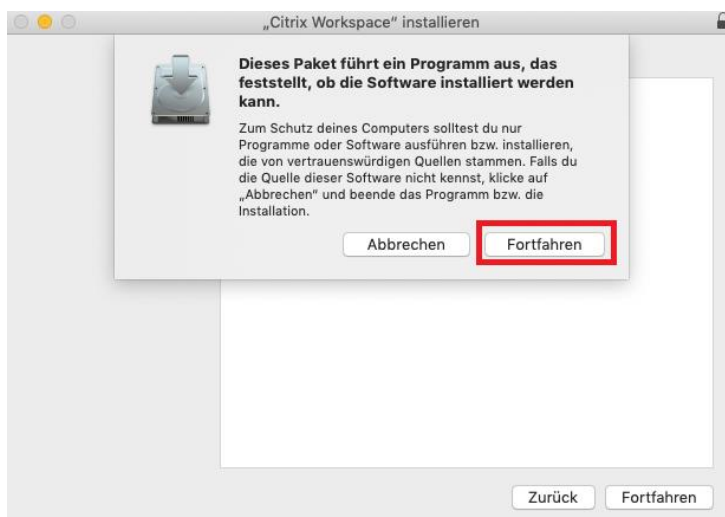 „Citrix Workspace“ installieren
Dieses Paket führt ein Programm aus, das
feststellt, ob die Software installiert werden
kann.
Zum Schutz deines Computers solltest du nur
Programme oder Software ausführen bzw. installieren,
die von vertrauenswürdigen Quellen stammen. Falls du
die Quelle dieser Software nicht kennst, klicke auf
„Abbrechen“ und beende das Programm bzw. die
Installation.
Abbrechen Fortfahren
Zurück Fortfahren